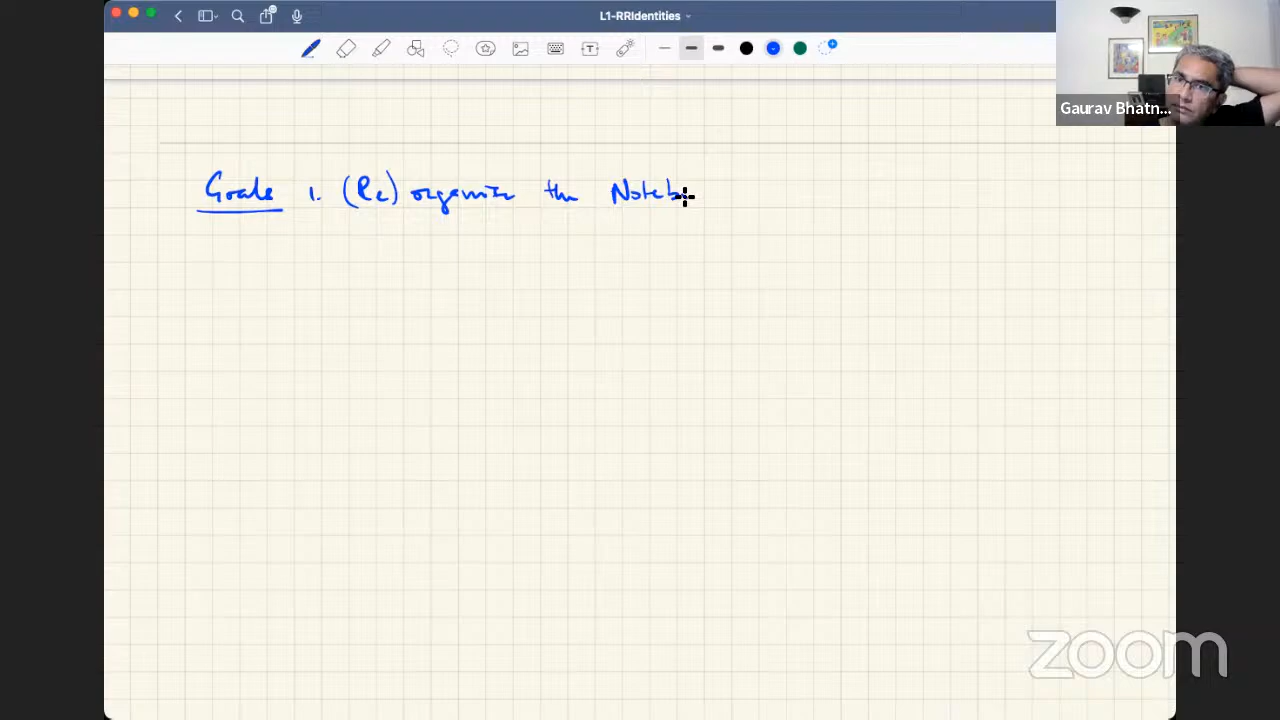 L1-RRIdentities
Gaurav Bhatn...
Goals 1. (Re) organize the Noteb
zoom